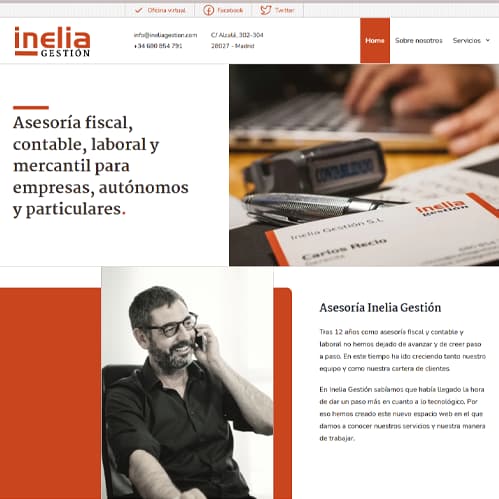 Oficina virtual
Facebook
Twitter
inelia
GESTIÓN
info@ineliagestion.com
+34 680 854 791
C/ Alcalá, 302-304
28027 - Madrid
Home
Sobre nosotros
Servicios
Asesoría fiscal,
contable, laboral y
mercantil para
empresas, autónomos
y particulares.
CONTABILIZADO
inelia
gestión
Inelia Gestión S.L
Carlos Recio
Gerente
Asesoría Inelia Gestión
Tras 12 años como asesoría fiscal y contable y
laboral no hemos dejado de avanzar y de creer paso
a paso. En este tiempo ha ido creciendo tanto nuestro
equipo y como nuestra cartera de clientes.
En Inelia Gestión sabíamos que había llegado la hora
de dar un paso más en cuanto a lo tecnológico. Por
eso hemos creado este nuevo espacio web en el que
damos a conocer nuestros servicios y nuestra manera
de trabajar.